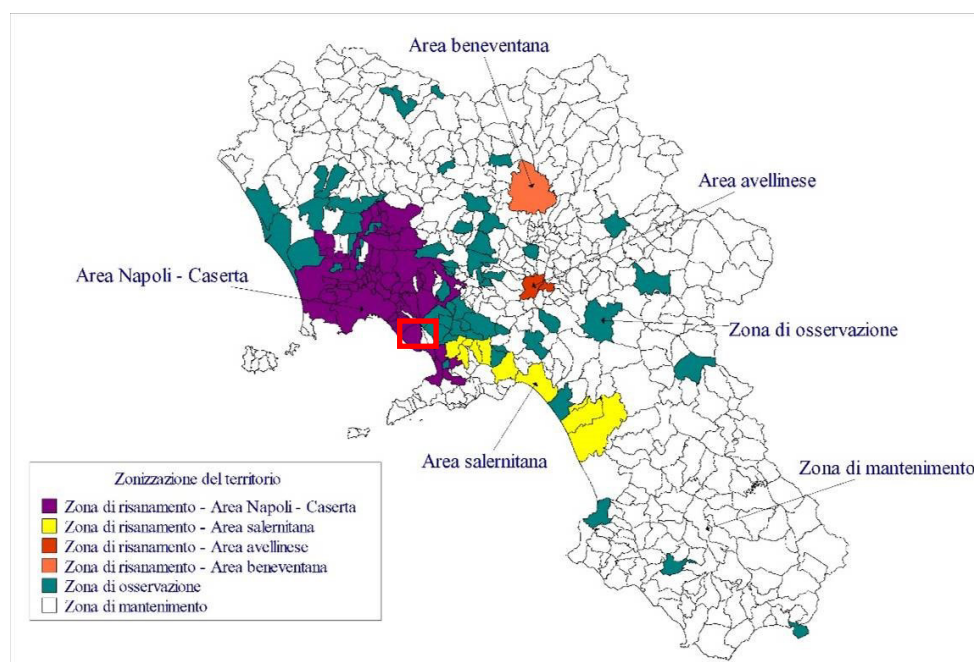 Area beneventana
Area avellinese
Area Napoli - Caserta
Zona di osservazione
Area salernitana
Zona di mantenimento
Zonizzazione del territorio
Zona di risanamento - Area Napoli - Caserta
Zona di risanamento - Area salernitana
Zona di risanamento - Area avellinese
Zona di risanamento - Area beneventana
Zona di osservazione
Zona di mantenimento